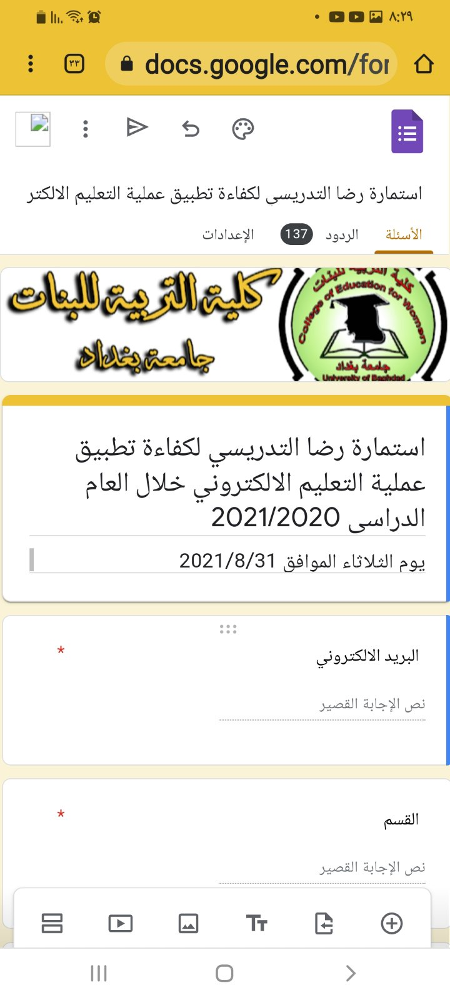 ٨:٢٩
٣٣
docs.google.com/for
استمارة رضا التدريسي لكفاءة تطبيق عملية التعليم الالكتر
الأسئلة
الردود 137
الإعدادات
كلية التربية للبنات
جامعة بغداد
كلية التربية للبنات
College of Education for Women
جامعة بغداد
University of Baghdad
استمارة رضا التدريسي لكفاءة تطبيق
عملية التعليم الالكتروني خلال العام
الدراسي 2021/2020
يوم الثلاثاء الموافق 2021/8/31
البريد الالكتروني *
نص الإجابة القصير
القسم *
نص الإجابة القصير